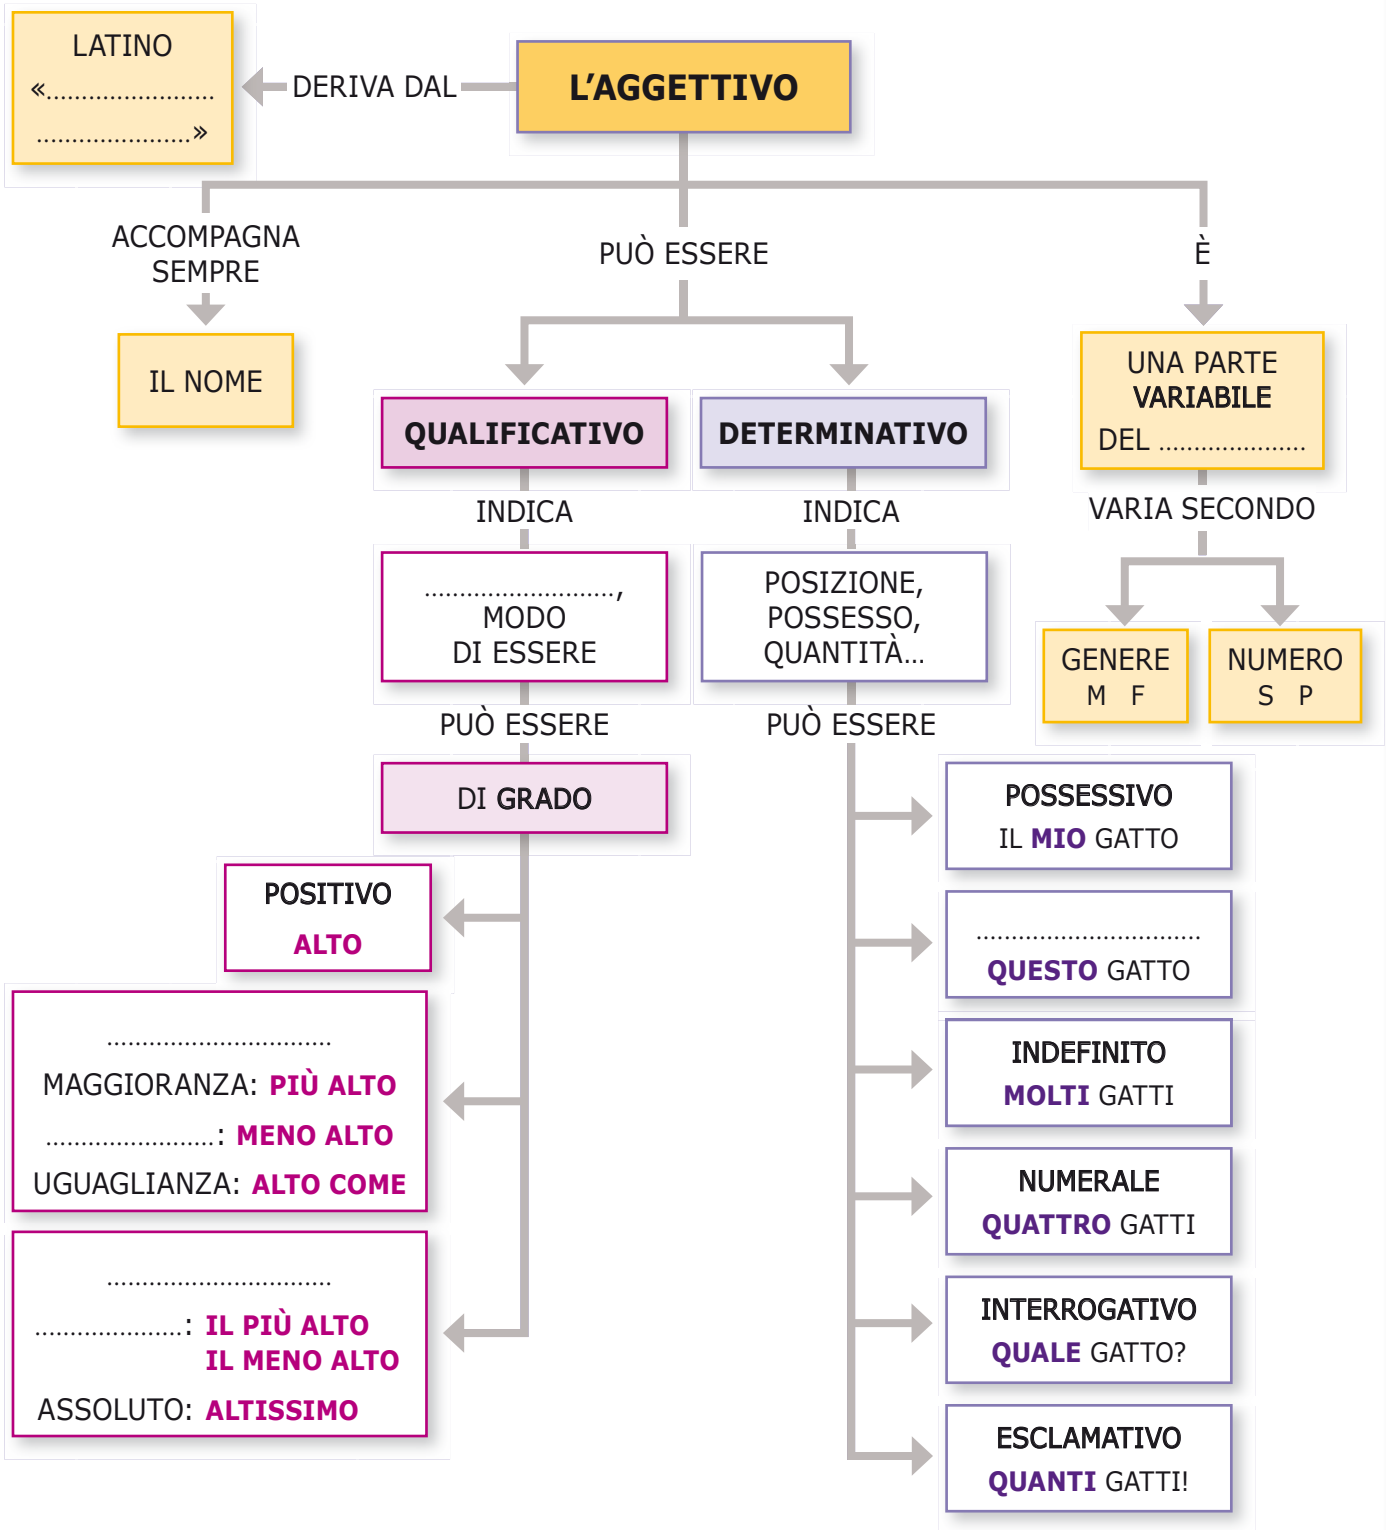 LATINO
«........................
......................»
DERIVA DAL
L’AGGETTIVO
ACCOMPAGNA
SEMPRE
IL NOME
PUÒ ESSERE
È
UNA PARTE
VARIABILE
DEL .....................
VARIA SECONDO
GENERE
M F
NUMERO
S P
QUALIFICATIVO
INDICA
...........................,
MODO
DI ESSERE
PUÒ ESSERE
DI GRADO
POSITIVO
ALTO
................................
MAGGIORANZA: PIÙ ALTO
........................: MENO ALTO
UGUAGLIANZA: ALTO COME
................................
.....................: IL PIÙ ALTO
IL MENO ALTO
ASSOLUTO: ALTISSIMO
DETERMINATIVO
INDICA
POSIZIONE,
POSSESSO,
QUANTITÀ...
PUÒ ESSERE
POSSESSIVO
IL MIO GATTO
................................
QUESTO GATTO
INDEFINITO
MOLTI GATTI
NUMERALE
QUATTRO GATTI
INTERROGATIVO
QUALE GATTO?
ESCLAMATIVO
QUANTI GATTI!